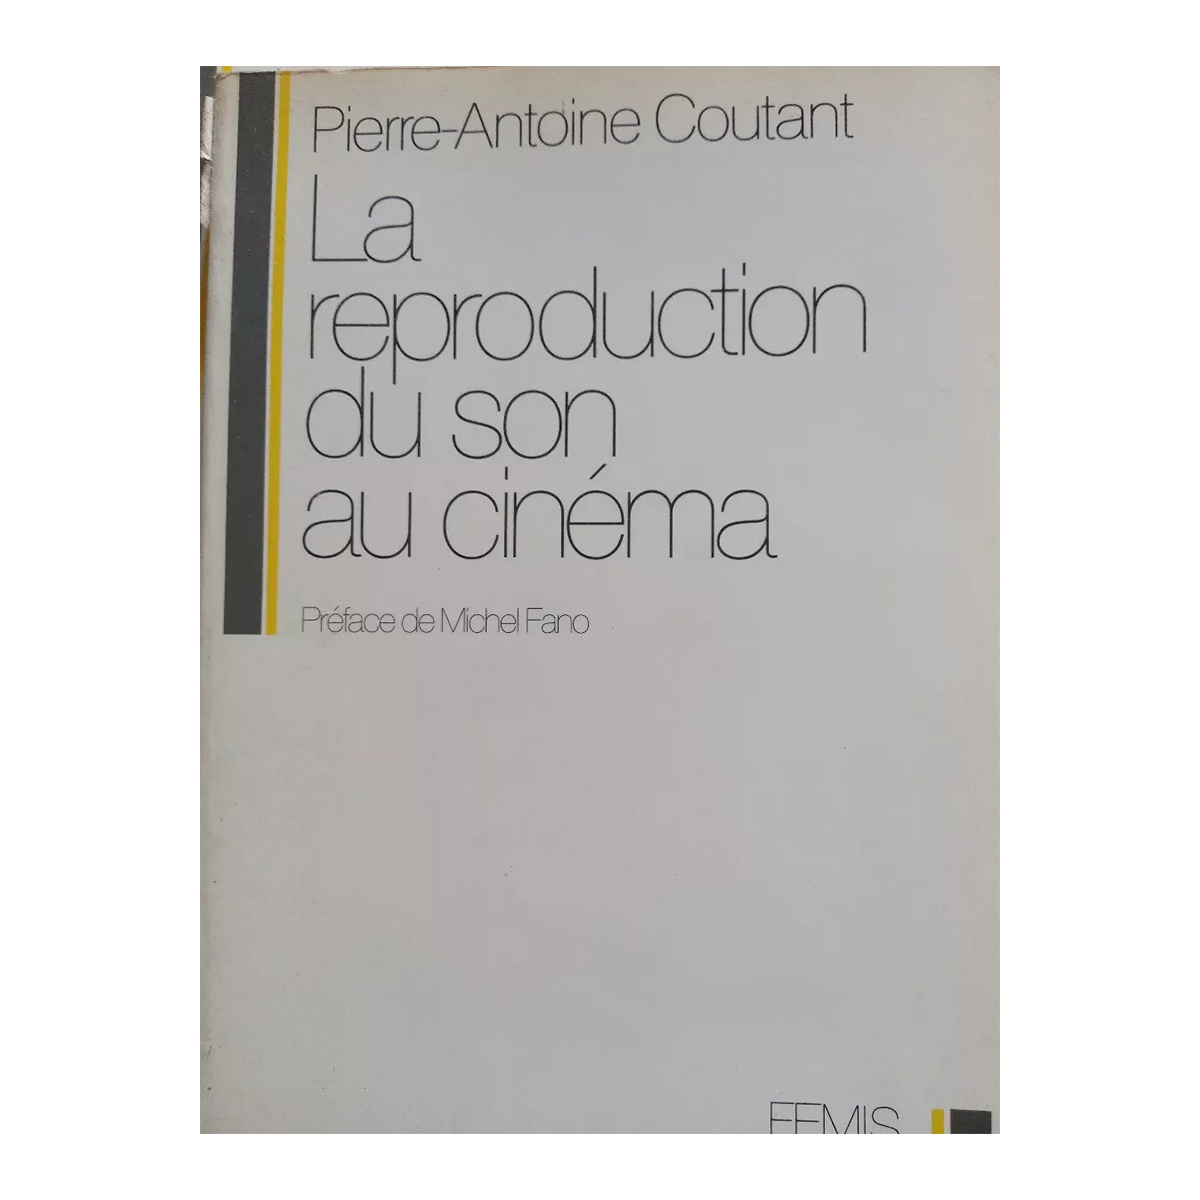 Pierre-Antoine Coutant
La
reproduction
du son
au cinéma
Préface de Michel Fano
FEMIS